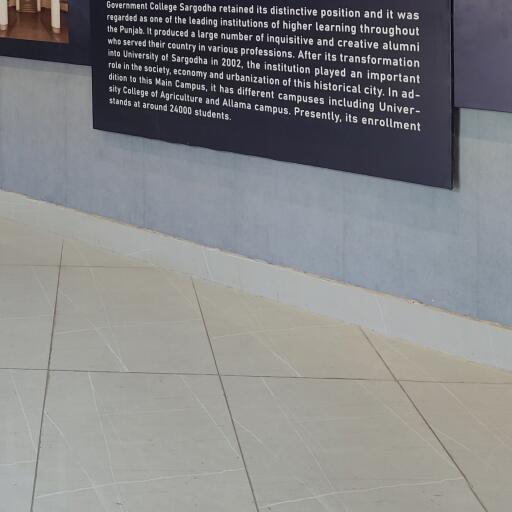 Government College Sargodha retained its distinctive position and it was
regarded as one of the leading institutions of higher learning throughout
the Punjab. It produced a large number of inquisitive and creative alumni
who served their country in various professions. After its transformation
into University of Sargodha in 2002, the institution played an important
role in the society, economy and urbanization of this historical city. In ad-
dition to this Main Campus, it has different campuses including Univer-
sity College of Agriculture and Allama campus. Presently, its enrollment
stands at around 24000 students.